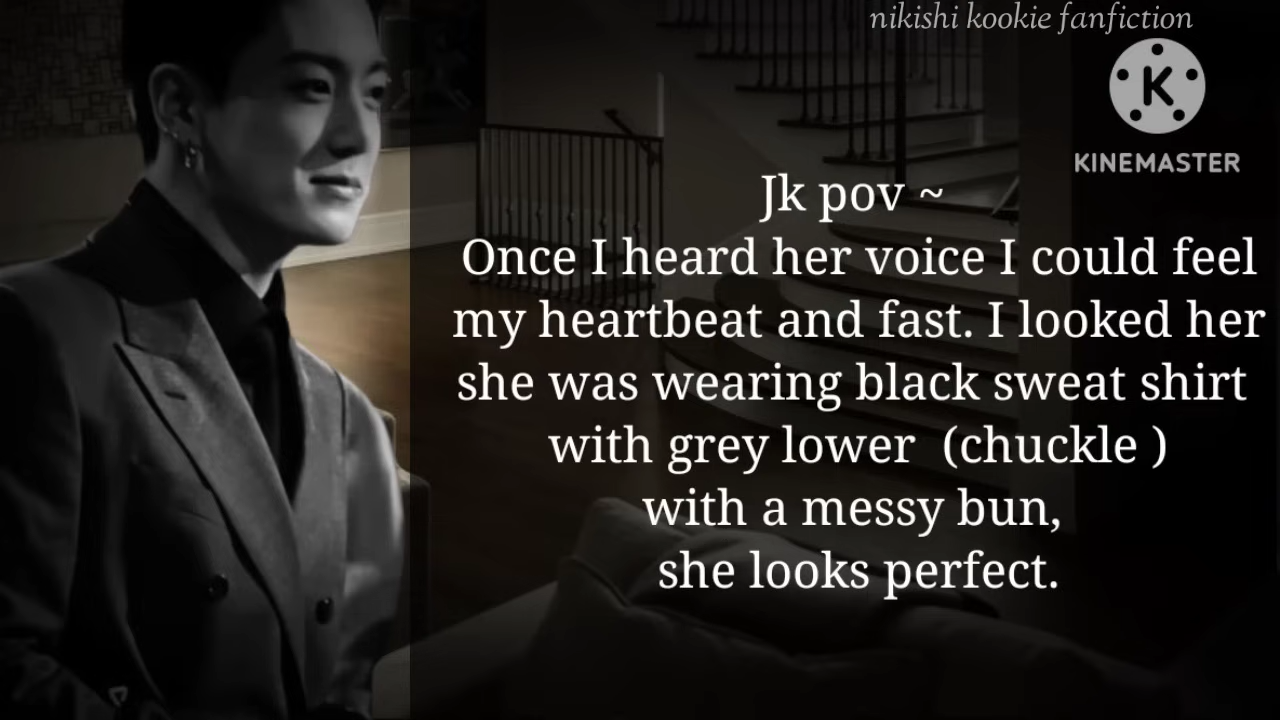 nikishi kookie fanfiction
K
KINEMASTER
Jk pov ~
Once I heard her voice I could feel
my heartbeat and fast. I looked her
she was wearing black sweat shirt
with grey lower  (chuckle )
with a messy bun,
she looks perfect.